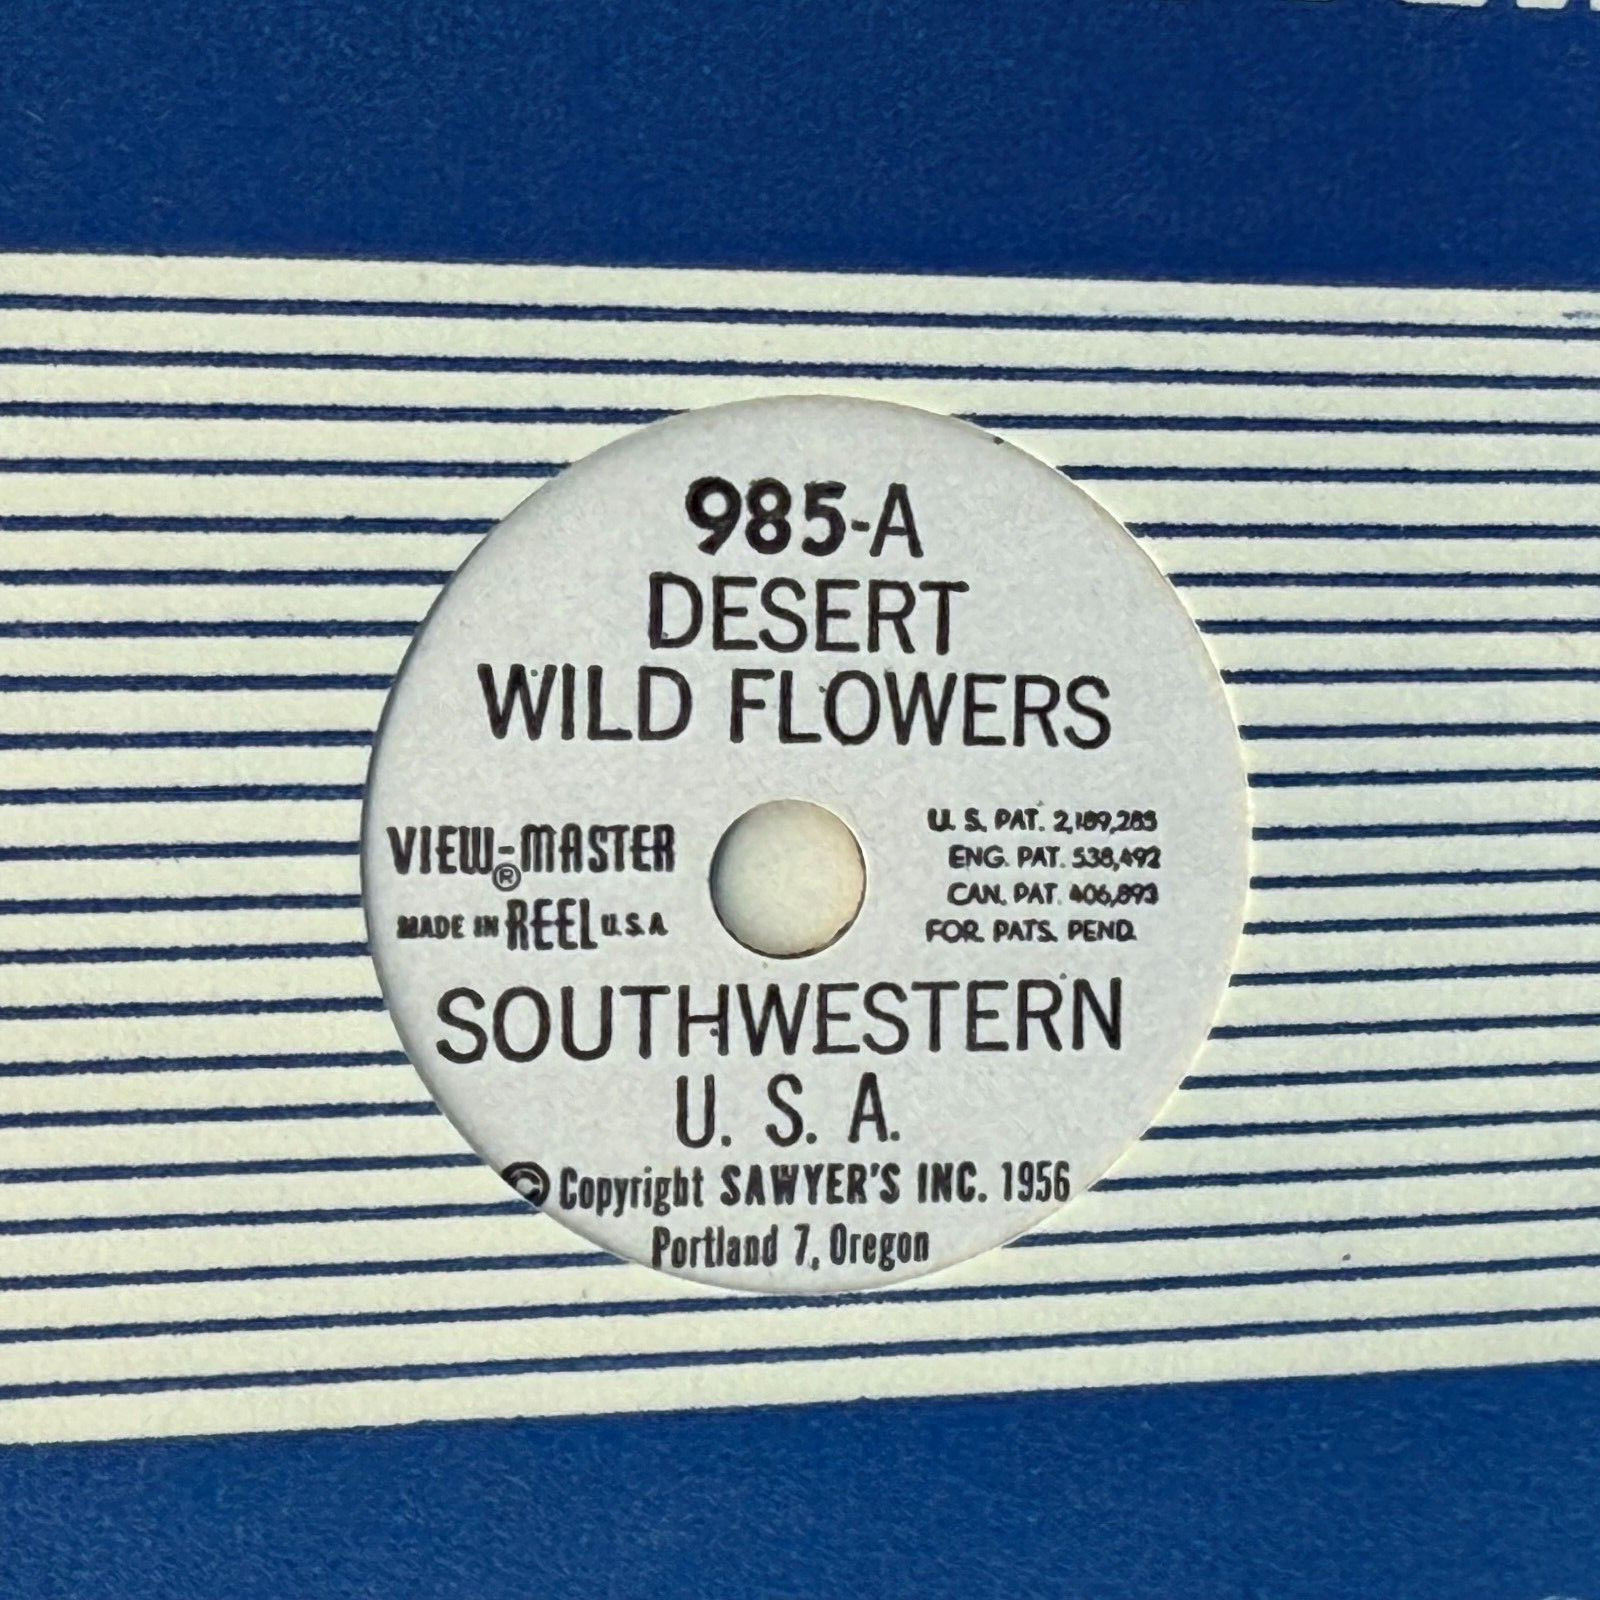 985-A
DESERT
WILD FLOWERS
VIEW-MASTER®
MADE IN REEL U.S.A.
U. S. PAT. 2,189,285
ENG. PAT. 538,492
CAN. PAT. 406,893
FOR. PATS. PEND.
SOUTHWESTERN
U. S. A.
© Copyright SAWYER'S INC. 1956
Portland 7, Oregon